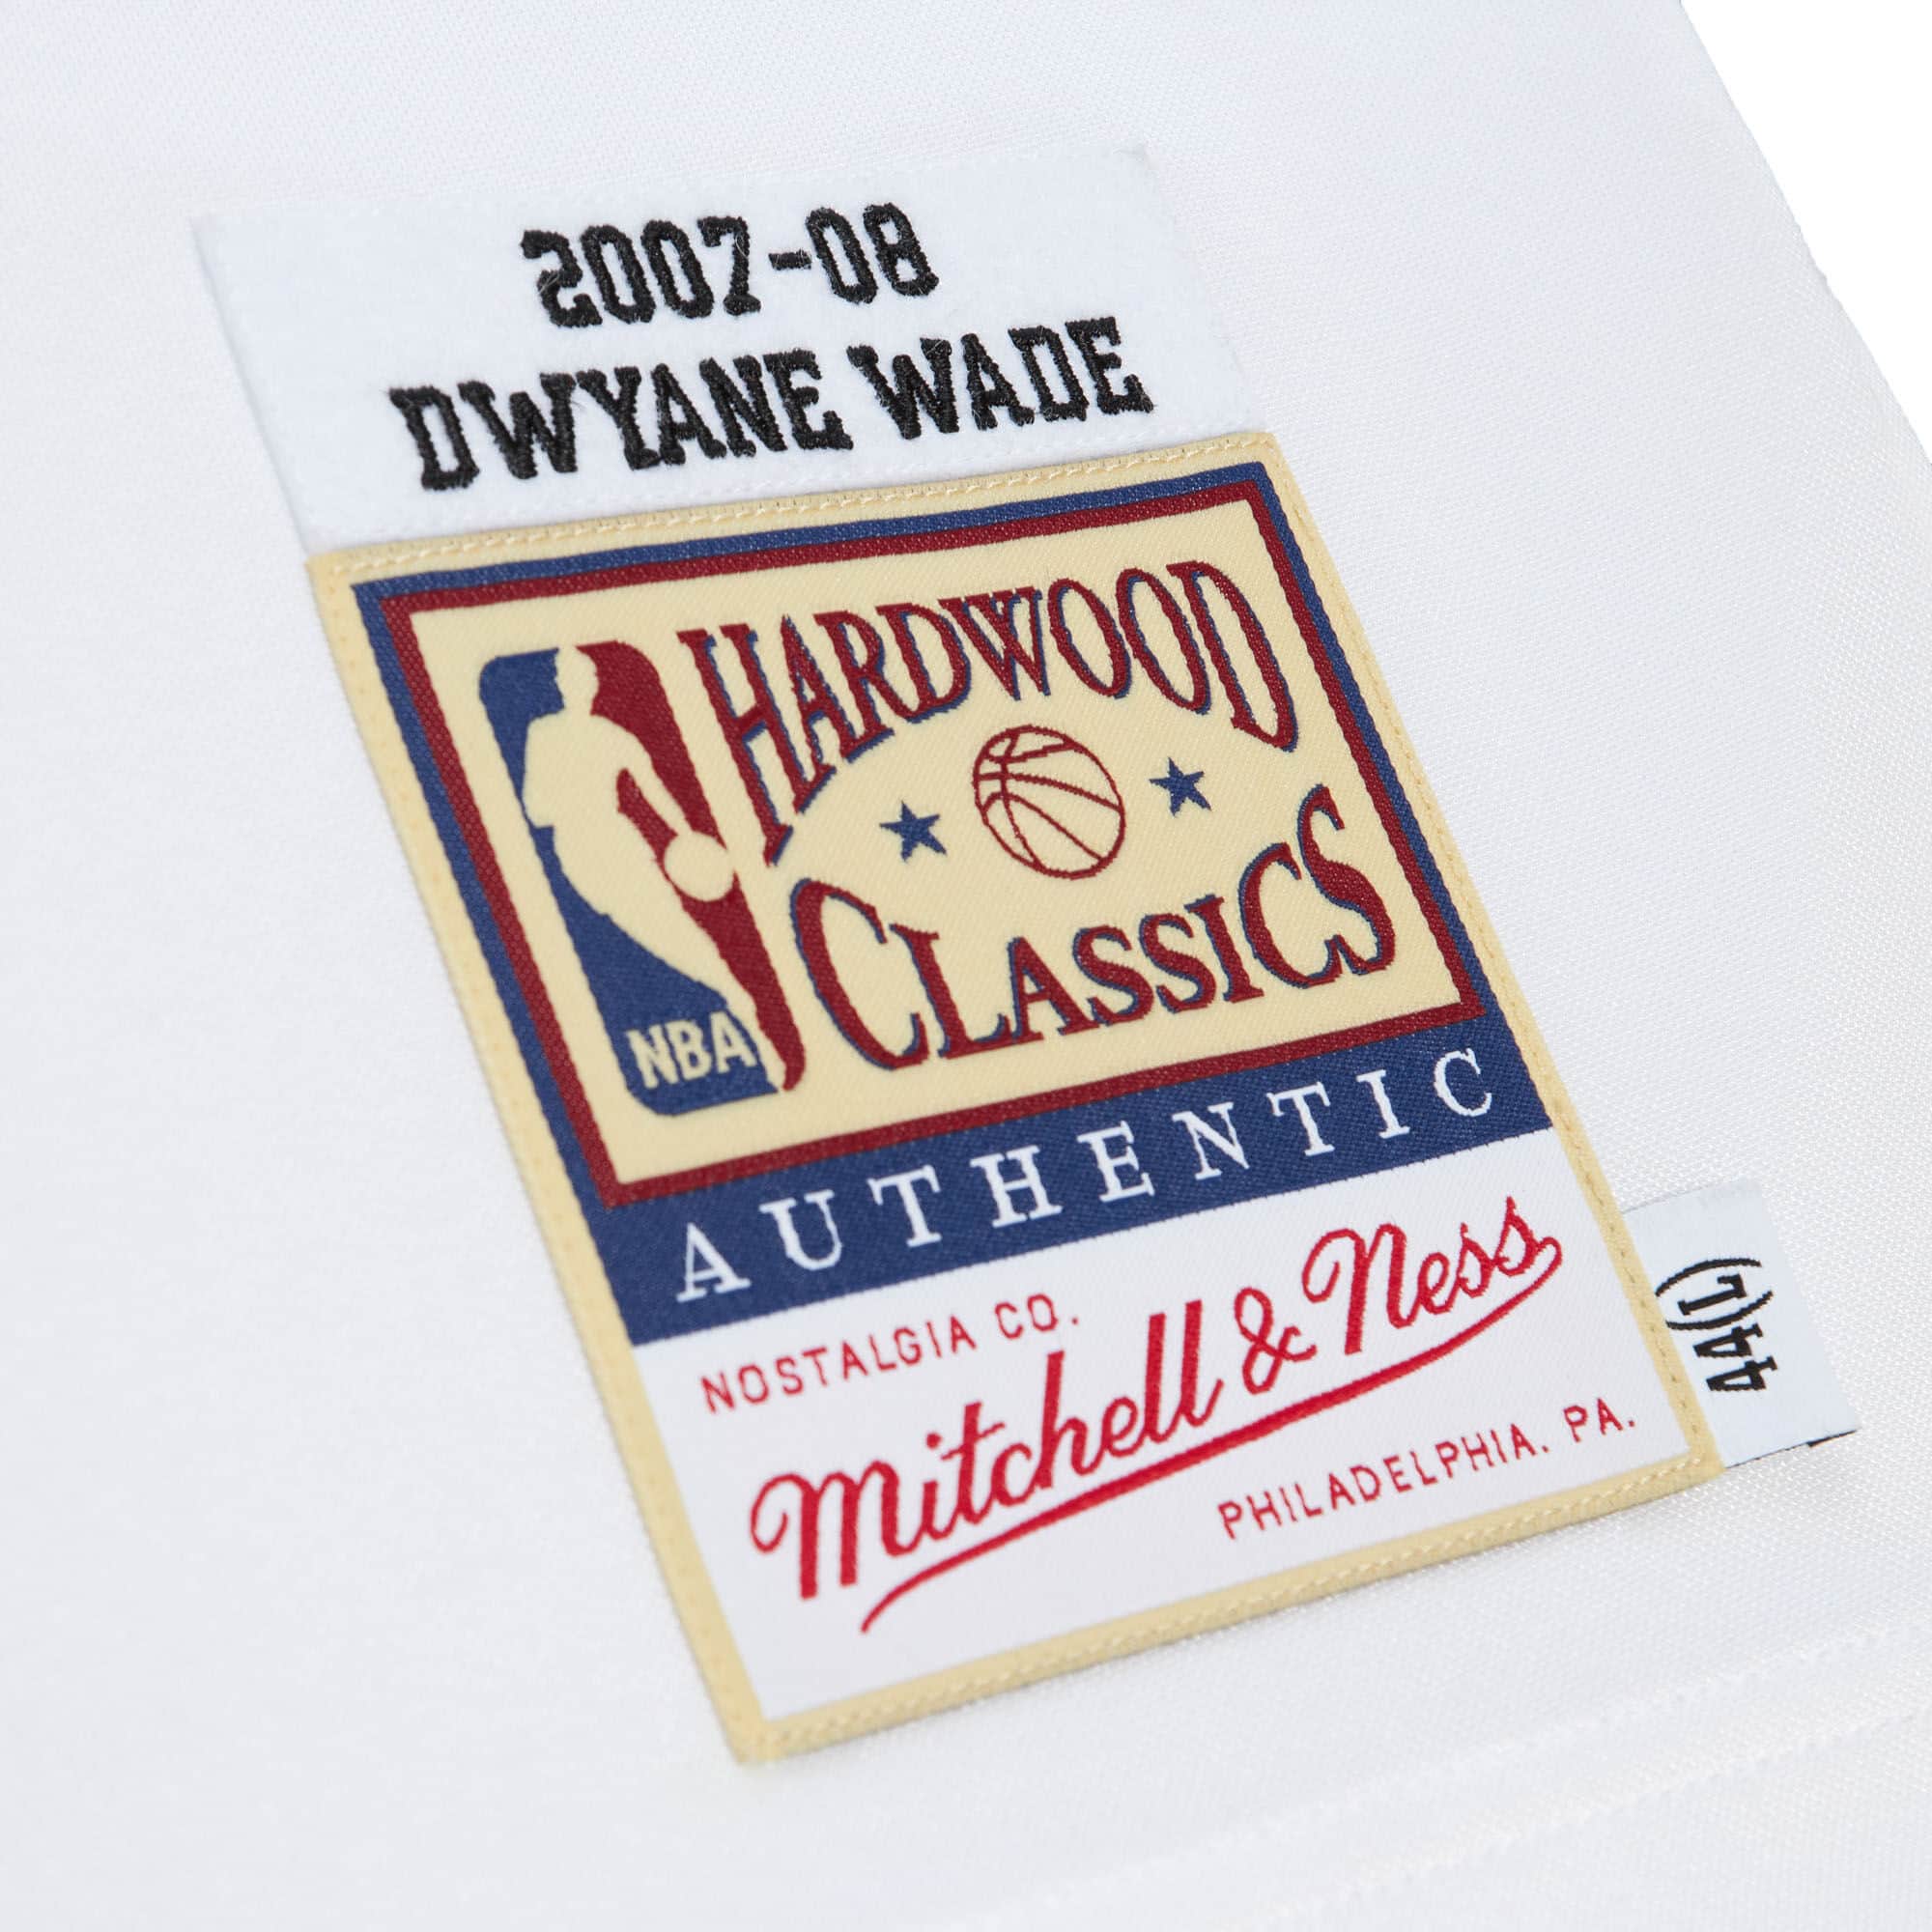 2007-08
DWYANE WADE
HARDWOOD
CLASSICS
NBA
AUTHENTIC
NOSTALGIA CO.
Mitchell & Ness
PHILADELPHIA. PA.
44(L)